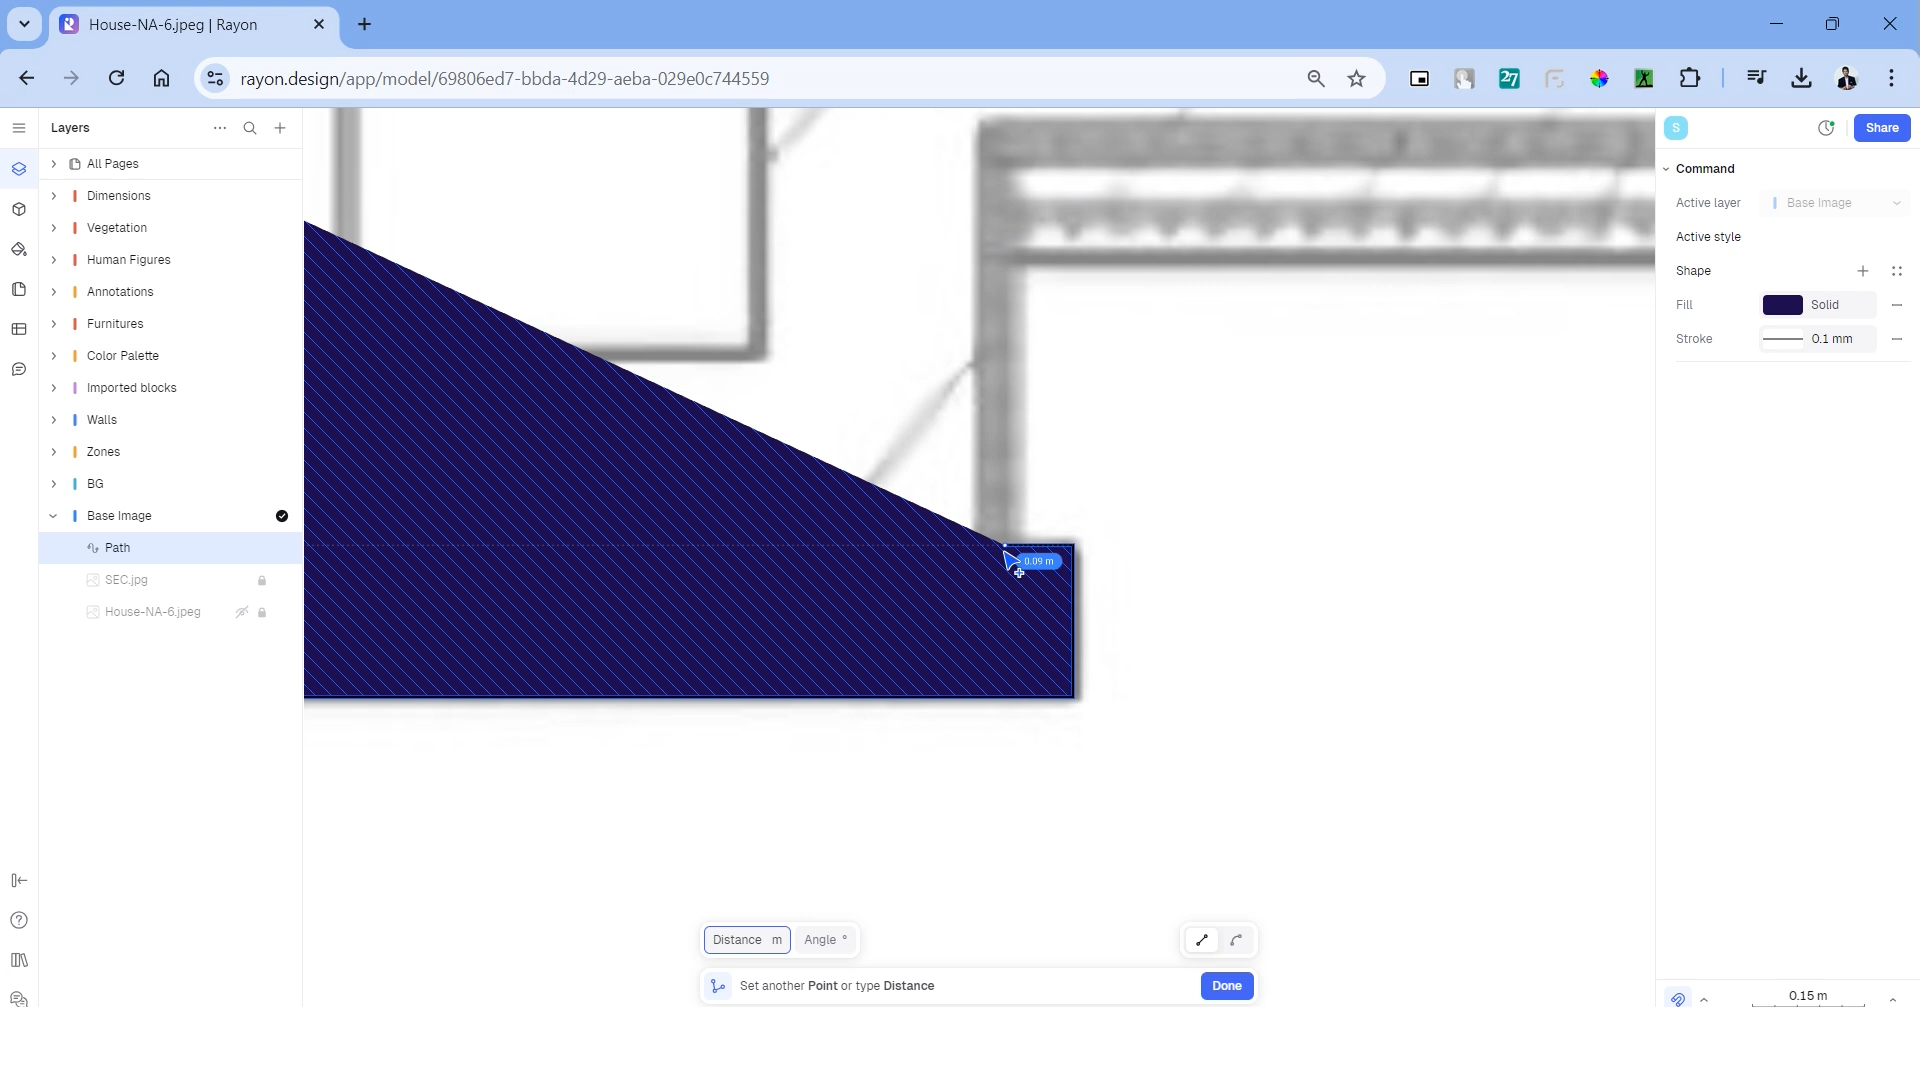 House-NA-6.jpeg | Rayon
rayon.design/app/model/69806ed7-bbda-4d29-aeba-029e0c744559
27
Layers
All Pages
Dimensions
Vegetation
Human Figures
Annotations
Furnitures
Color Palette
Imported blocks
Walls
Zones
BG
Base Image
Path
SEC.jpg
House-NA-6.jpeg
0.09 m
Distance m
Angle °
Set another Point or type Distance
Done
S
Share
Command
Active layer
Base Image
Active style
Shape
Fill
Solid
Stroke
0.1 mm
0.15 m